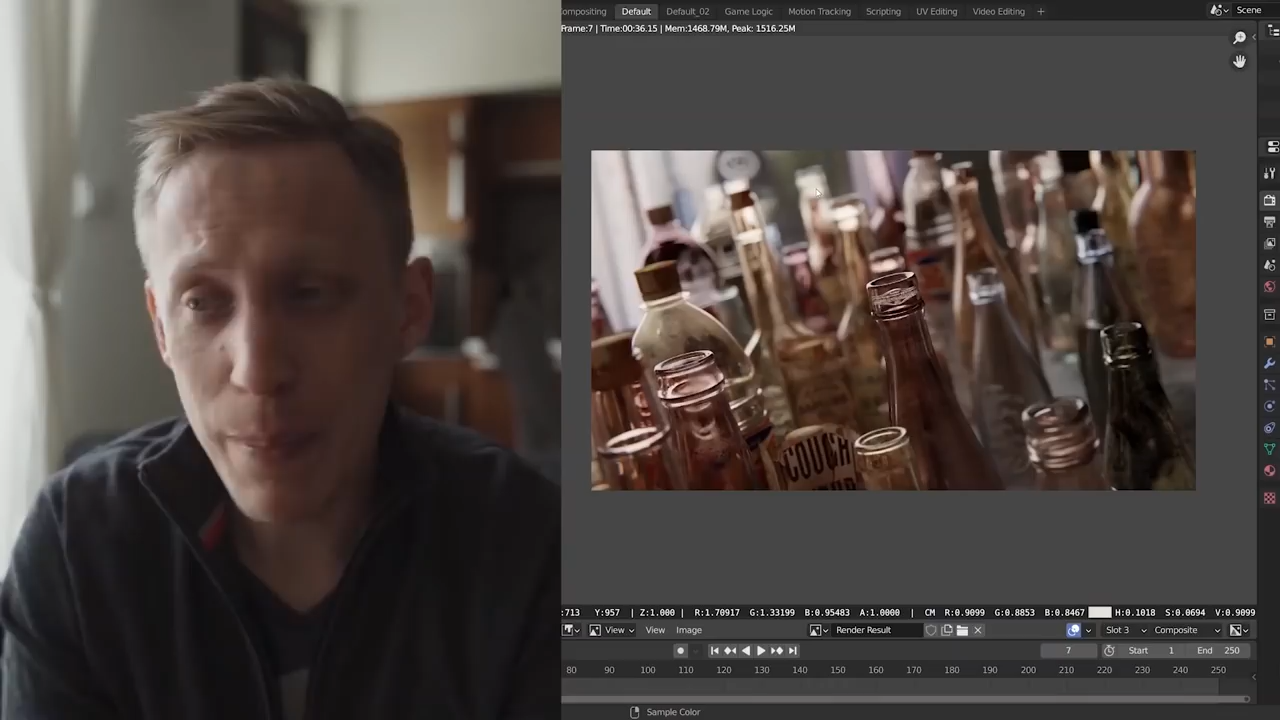 ompositing Default Default_02 Game Logic Motion Tracking Scripting UV Editing Video Editing + Scene
Frame:7 | Time:00:36.15 | Mem:1468.79M, Peak: 1516.25M
COUGH
:713 Y:957 | Z:1.000 | R:1.70917 G:1.33199 B:0.95483 A:1.0000 | CM R:0.9099 G:0.8853 B:0.8467 H:0.1018 S:0.0694 V:0.9099
View View Image Render Result Slot 3 Composite
7 Start 1 End 250
80 90 100 110 120 130 140 150 160 170 180 190 200 210 220 230 240 250
Sample Color